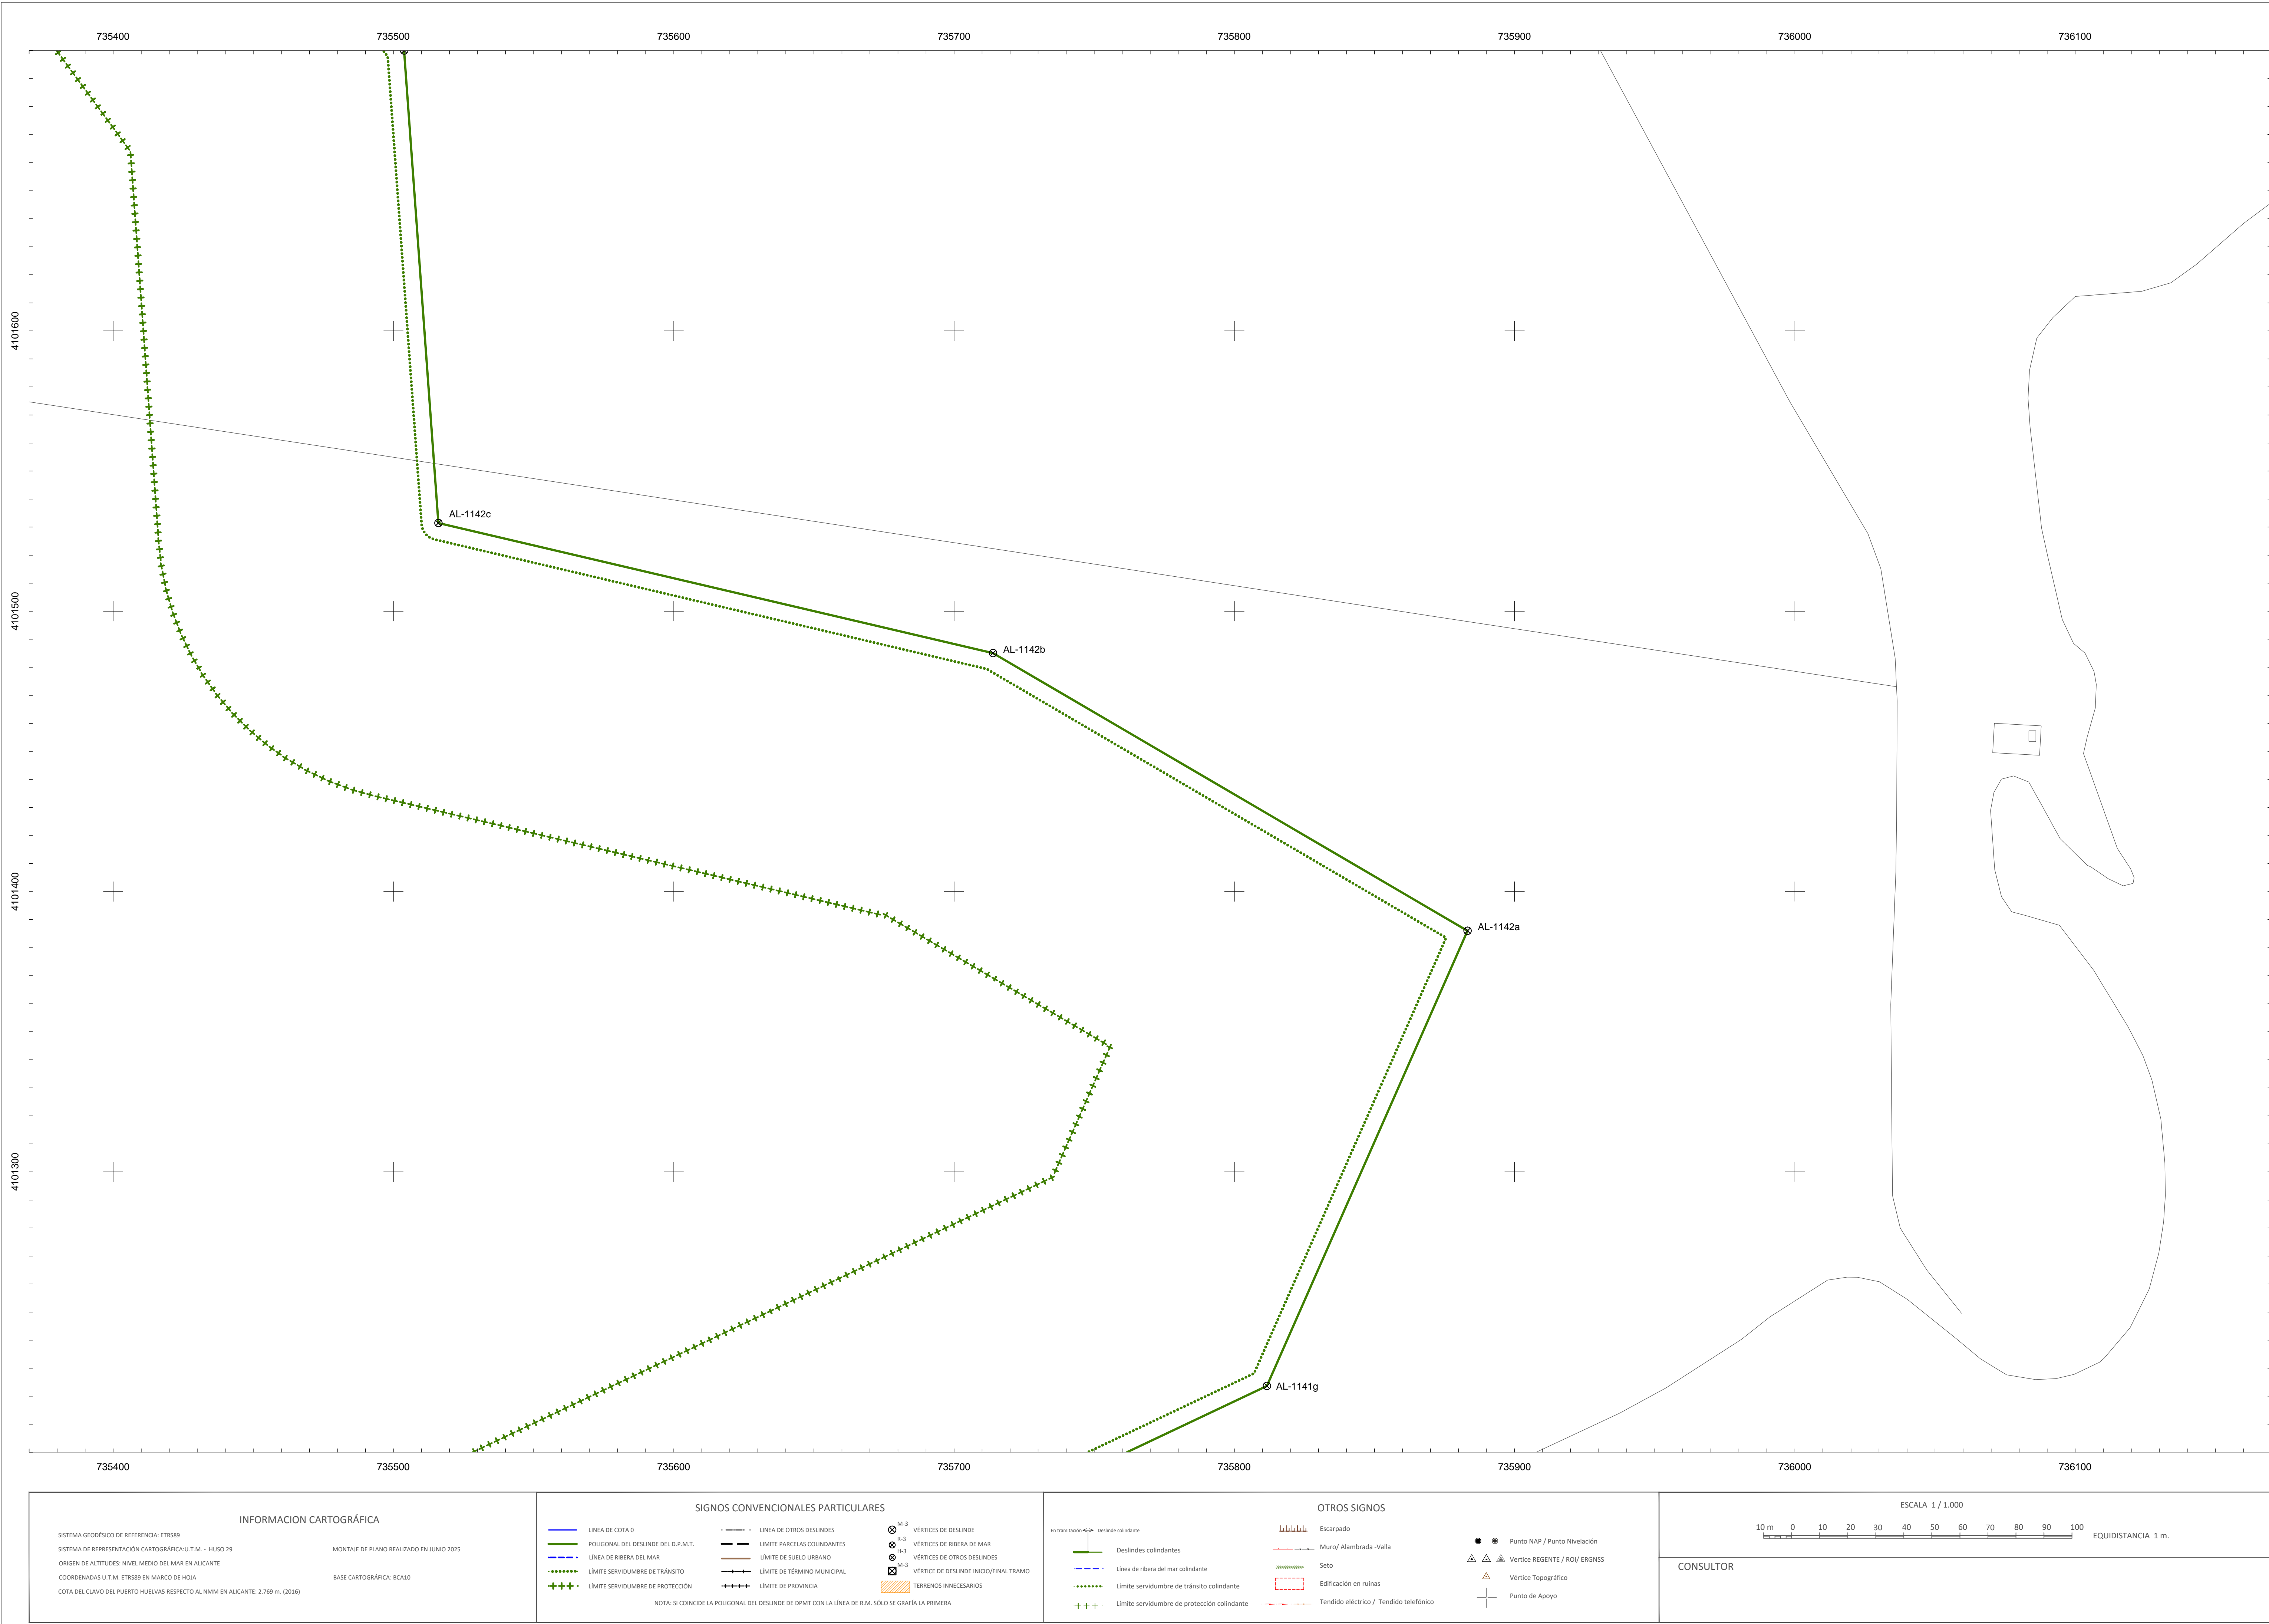 735400 735500 735600 735700 735800 735900 736000 736100
4101600
4101500
4101400
4101300
AL-1142c
AL-1142b
AL-1142a
AL-1141g
735400 735500 735600 735700 735800 735900 736000 736100
INFORMACION CARTOGRÁFICA
SISTEMA GEODÉSICO DE REFERENCIA: ETRS89
SISTEMA DE REPRESENTACIÓN CARTOGRÁFICA:U.T.M. - HUSO 29
MONTAJE DE PLANO REALIZADO EN JUNIO 2025
ORIGEN DE ALTITUDES: NIVEL MEDIO DEL MAR EN ALICANTE
COORDENADAS U.T.M. ETRS89 EN MARCO DE HOJA
BASE CARTOGRÁFICA: BCA10
COTA DEL CLAVO DEL PUERTO HUELVAS RESPECTO AL NMM EN ALICANTE: 2.769 m. (2016)
SIGNOS CONVENCIONALES PARTICULARES
LINEA DE COTA 0
POLIGONAL DEL DESLINDE DEL D.P.M.T.
LÍNEA DE RIBERA DEL MAR
LÍMITE SERVIDUMBRE DE TRÁNSITO
LÍMITE SERVIDUMBRE DE PROTECCIÓN
LINEA DE OTROS DESLINDES
LIMITE PARCELAS COLINDANTES
LÍMITE DE SUELO URBANO
LÍMITE DE TÉRMINO MUNICIPAL
LÍMITE DE PROVINCIA
M-3
VÉRTICES DE DESLINDE
R-3
VÉRTICES DE RIBERA DE MAR
H-3
VÉRTICES DE OTROS DESLINDES
M-3
VÉRTICE DE DESLINDE INICIO/FINAL TRAMO
TERRENOS INNECESARIOS
NOTA: SI COINCIDE LA POLIGONAL DEL DESLINDE DE DPMT CON LA LÍNEA DE R.M. SÓLO SE GRAFÍA LA PRIMERA
OTROS SIGNOS
En tramitación Deslinde colindante
Deslindes colindantes
Línea de ribera del mar colindante
Límite servidumbre de tránsito colindante
Límite servidumbre de protección colindante
Escarpado
Muro/ Alambrada -Valla
Seto
Edificación en ruinas
Tendido eléctrico / Tendido telefónico
Punto NAP / Punto Nivelación
Vertice REGENTE / ROI/ ERGNSS
Vértice Topográfico
Punto de Apoyo
ESCALA 1 / 1.000
10 m 0 10 20 30 40 50 60 70 80 90 100
EQUIDISTANCIA 1 m.
CONSULTOR